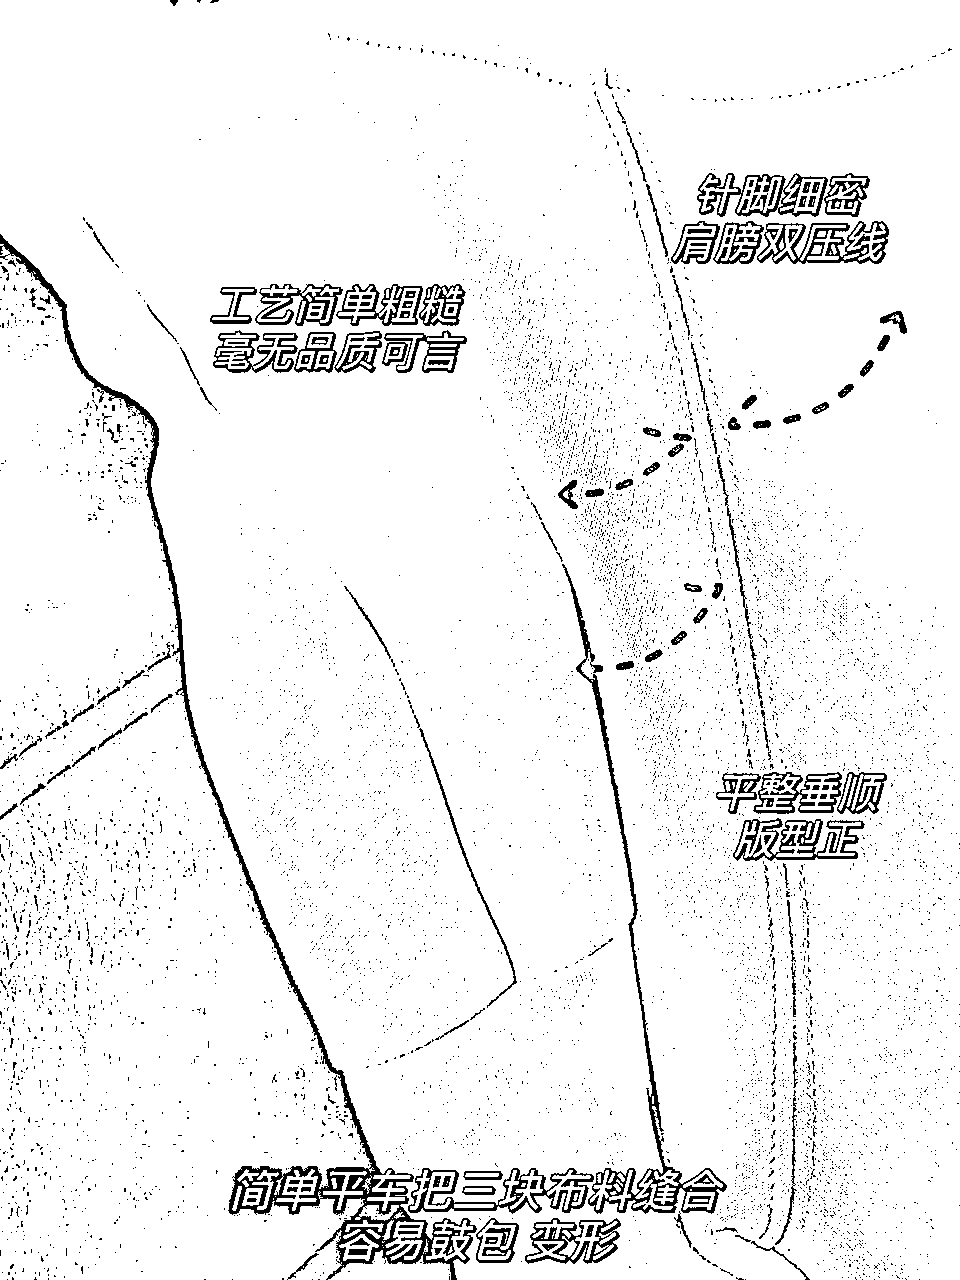 针脚细密
肩膀双压线
工艺简单粗糙
毫无品质可言
平整垂顺
版型正
简单平车把三块布料缝合
容易鼓包 变形